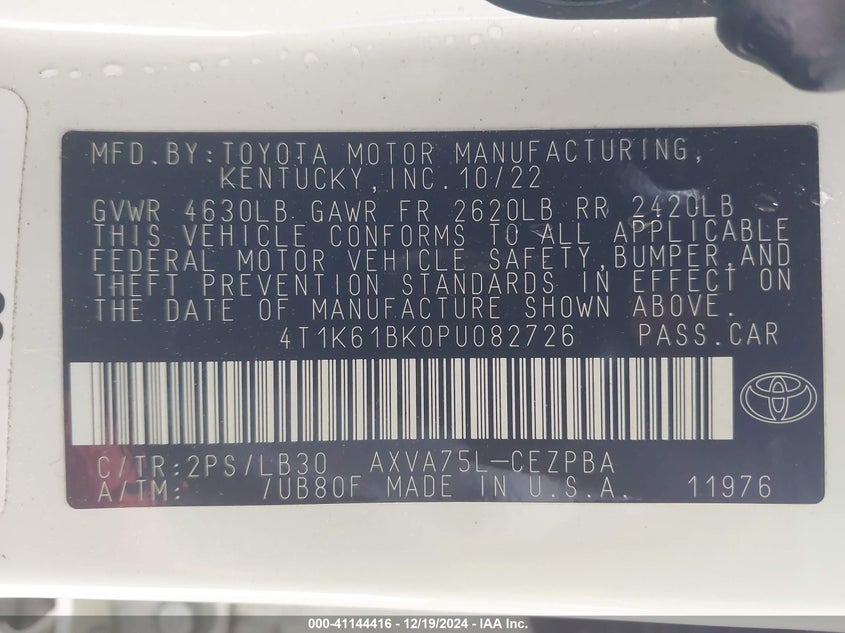 MFD.BY:TOYOTA MOTOR MANUFACTURING,
KENTUCKY,INC.10/22
GVWR 4630LB GAWR FR 2620LB RR 2420LB
THIS VEHICLE CONFORMS TO ALL APPLICABLE
FEDERAL MOTOR VEHICLE SAFETY,BUMPER,AND
THEFT PREVENTION STANDARDS IN EFFECT ON
THE DATE OF MANUFACTURE SHOWN ABOVE.
4T1K61BK0PU082726 PASS.CAR
C/TR:2PS/LB30 AXVA75L-CEZPBA
A/TM: /UB80F MADE IN U.S.A. 11976
000-41144416 - 12/19/2024 - AXA Inc.